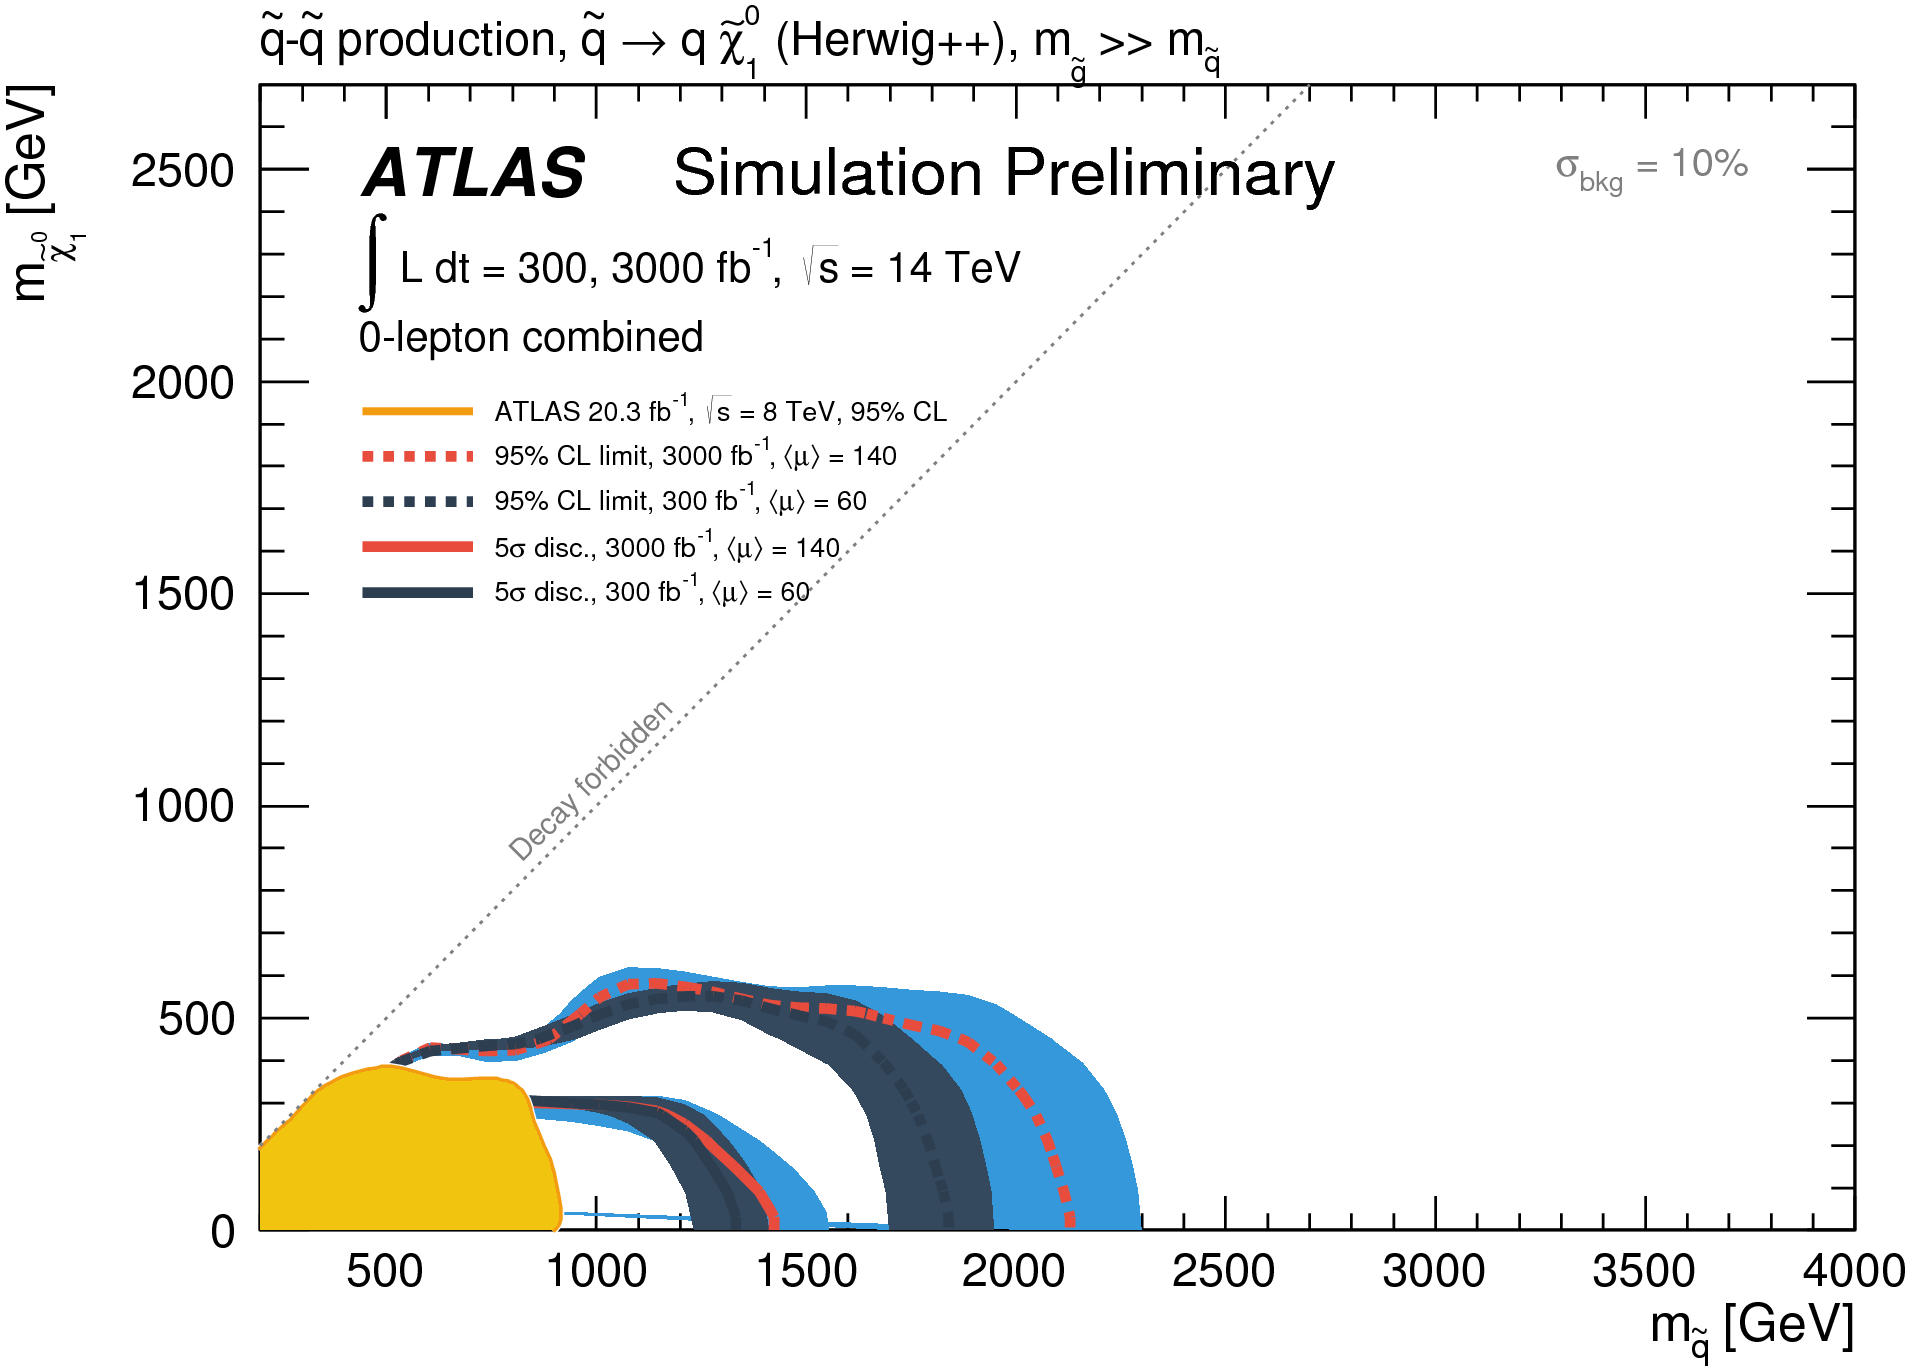 q̃-q̃ production, q̃ → q χ̃₁⁰ (Herwig++), m_g̃ >> m_q̃
m_χ̃₁⁰ [GeV]
ATLAS Simulation Preliminary
σ_bkg = 10%
∫ L dt = 300, 3000 fb⁻¹, √s = 14 TeV
0-lepton combined
ATLAS 20.3 fb⁻¹, √s = 8 TeV, 95% CL
95% CL limit, 3000 fb⁻¹, ⟨μ⟩ = 140
95% CL limit, 300 fb⁻¹, ⟨μ⟩ = 60
5σ disc., 3000 fb⁻¹, ⟨μ⟩ = 140
5σ disc., 300 fb⁻¹, ⟨μ⟩ = 60
Decay forbidden
2500
2000
1500
1000
500
0
500 1000 1500 2000 2500 3000 3500 4000
m_q̃ [GeV]